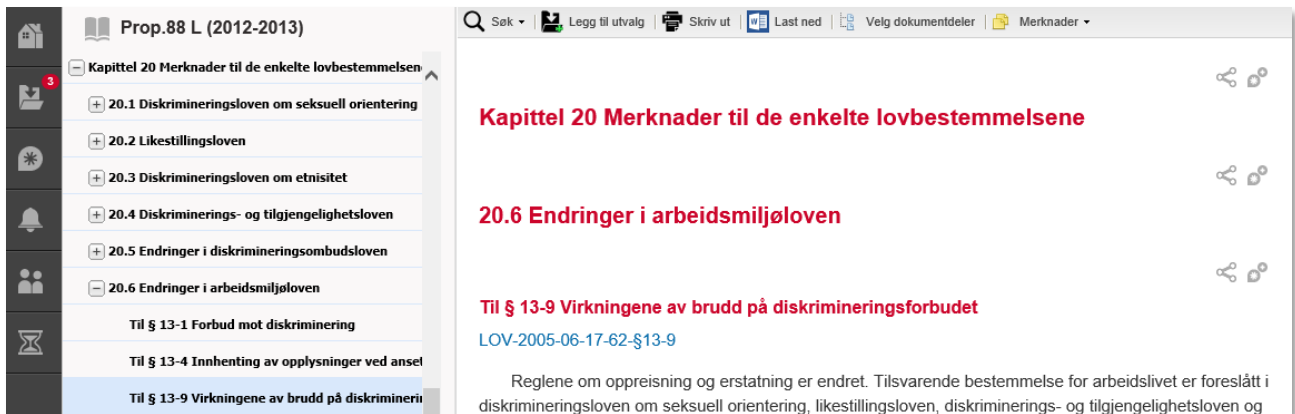 Prop.88 L (2012-2013)
Søk
Legg til utvalg
Skriv ut
Last ned
Velg dokumentdeler
Merknader
3
Kapittel 20 Merknader til de enkelte lovbestemmelsen
20.1 Diskrimineringsloven om seksuell orientering
20.2 Likestillingsloven
20.3 Diskrimineringsloven om etnisitet
20.4 Diskriminerings- og tilgjengelighetsloven
20.5 Endringer i diskrimineringsombudsloven
20.6 Endringer i arbeidsmiljøloven
Til § 13-1 Forbud mot diskriminering
Til § 13-4 Innhenting av opplysninger ved anset
Til § 13-9 Virkningene av brudd på diskriminerin
Kapittel 20 Merknader til de enkelte lovbestemmelsene
20.6 Endringer i arbeidsmiljøloven
Til § 13-9 Virkningene av brudd på diskrimineringsforbudet
LOV-2005-06-17-62-§13-9
Reglene om oppreisning og erstatning er endret. Tilsvarende bestemmelse for arbeidslivet er foreslått i
diskrimineringsloven om seksuell orientering, likestillingsloven, diskriminerings- og tilgjengelighetsloven og